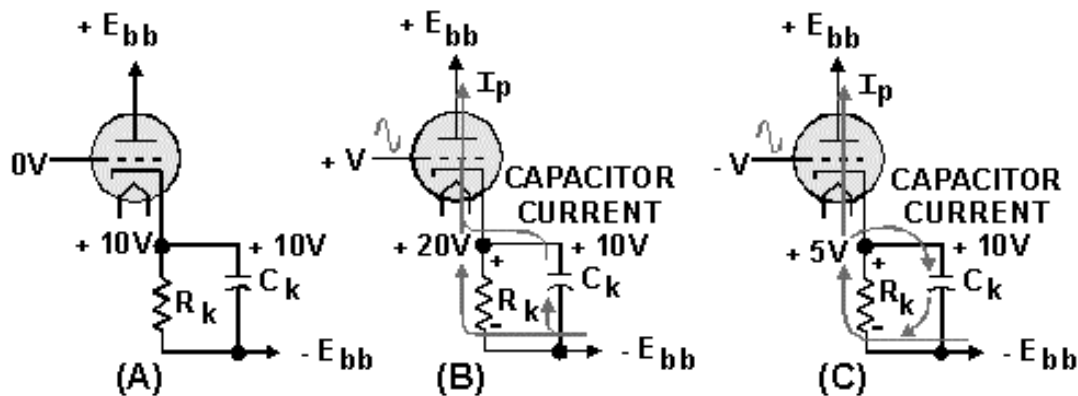 + Ebb
0V
+ 10V
+ 10V
Ck
Rk
- Ebb
(A)
+ Ebb
Ip
+ V
CAPACITOR
CURRENT
+ 20V
+ 10V
+
Ck
Rk
-
- Ebb
(B)
+ Ebb
Ip
- V
CAPACITOR
CURRENT
+ 5V
+ 10V
+
Ck
Rk
-
- Ebb
(C)